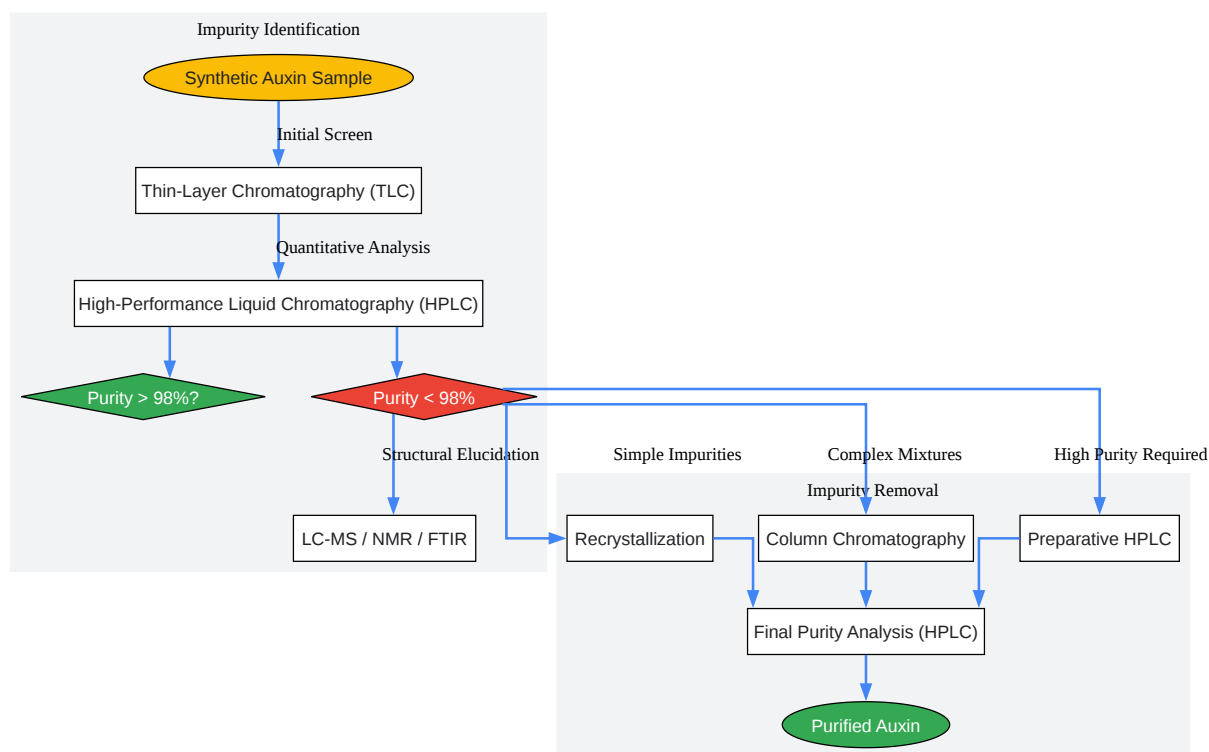 Impurity Identification
Synthetic Auxin Sample
Initial Screen
Thin-Layer Chromatography (TLC)
Quantitative Analysis
High-Performance Liquid Chromatography (HPLC)
Purity > 98%?
Purity < 98%
Structural Elucidation
Simple Impurities
Complex Mixtures
High Purity Required
Impurity Removal
LC-MS / NMR / FTIR
Recrystallization
Column Chromatography
Preparative HPLC
Final Purity Analysis (HPLC)
Purified Auxin